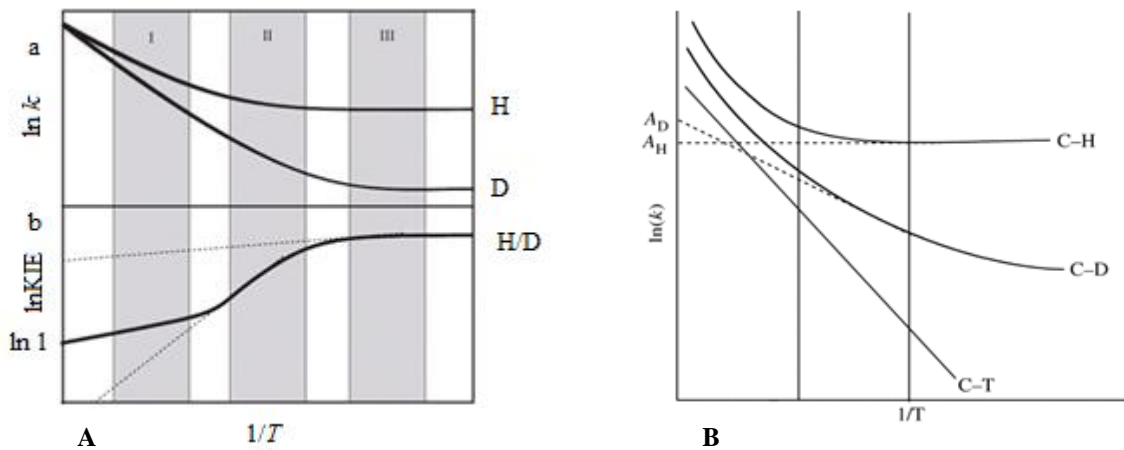 a
I
II
III
ln k
H
D
b
lnKIE
H/D
ln 1
A
1/T
A_D
A_H
ln(k)
C–H
C–D
C–T
1/T
B